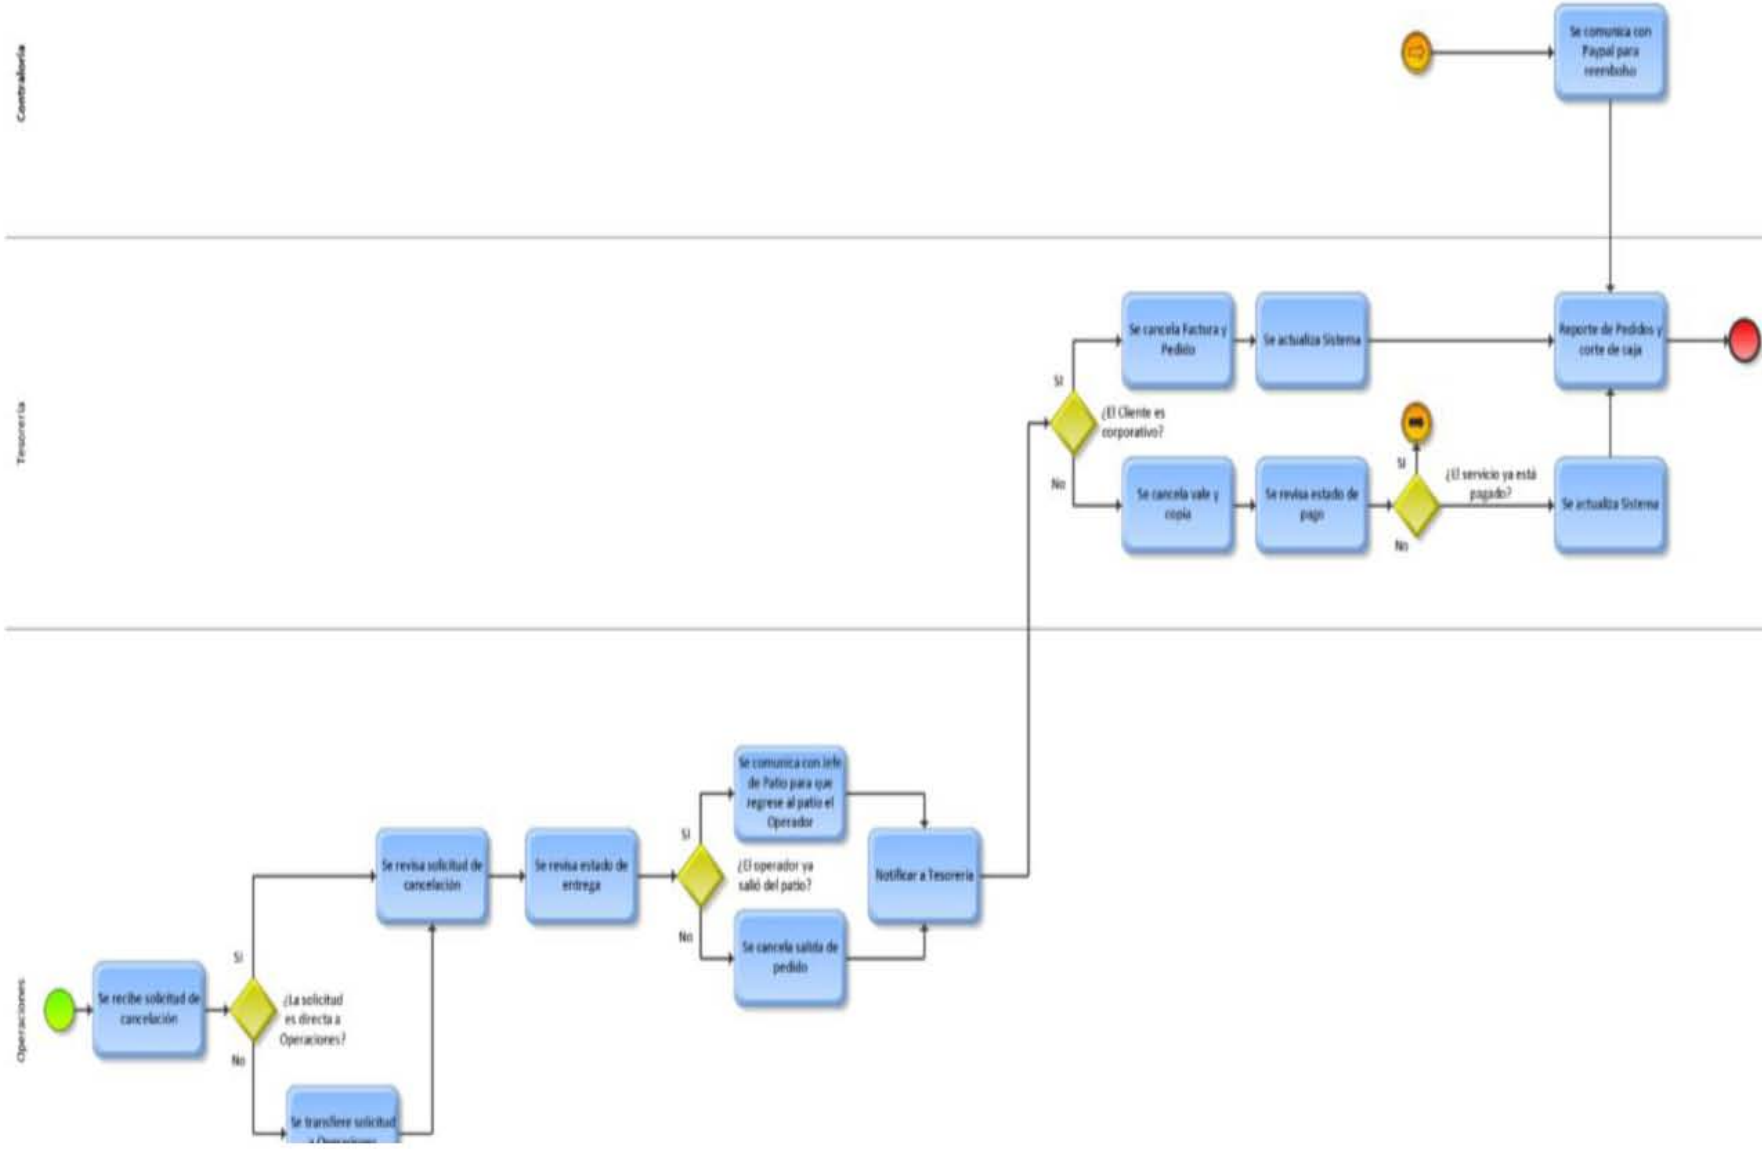 Contraloría
Se comunica con
Paypal para
reembolso
Tesorería
SI
¿El Cliente es
corporativo?
No
Se cancela Factura y
Pedido
Se actualiza Sistema
Reporte de Pedidos y
corte de caja
Se cancela vale y
copia
Se revisa estado de
pago
SI
¿El servicio ya está
pagado?
No
Se actualiza Sistema
Operaciones
Se recibe solicitud de
cancelación
SI
¿La solicitud
es directa a
Operaciones?
No
Se transfiere solicitud
a Operaciones
Se revisa solicitud de
cancelación
Se revisa estado de
entrega
SI
¿El operador ya
salió del patio?
No
Se comunica con Jefe
de Patio para que
regrese al patio el
Operador
Se cancela salida de
pedido
Notificar a Tesorería